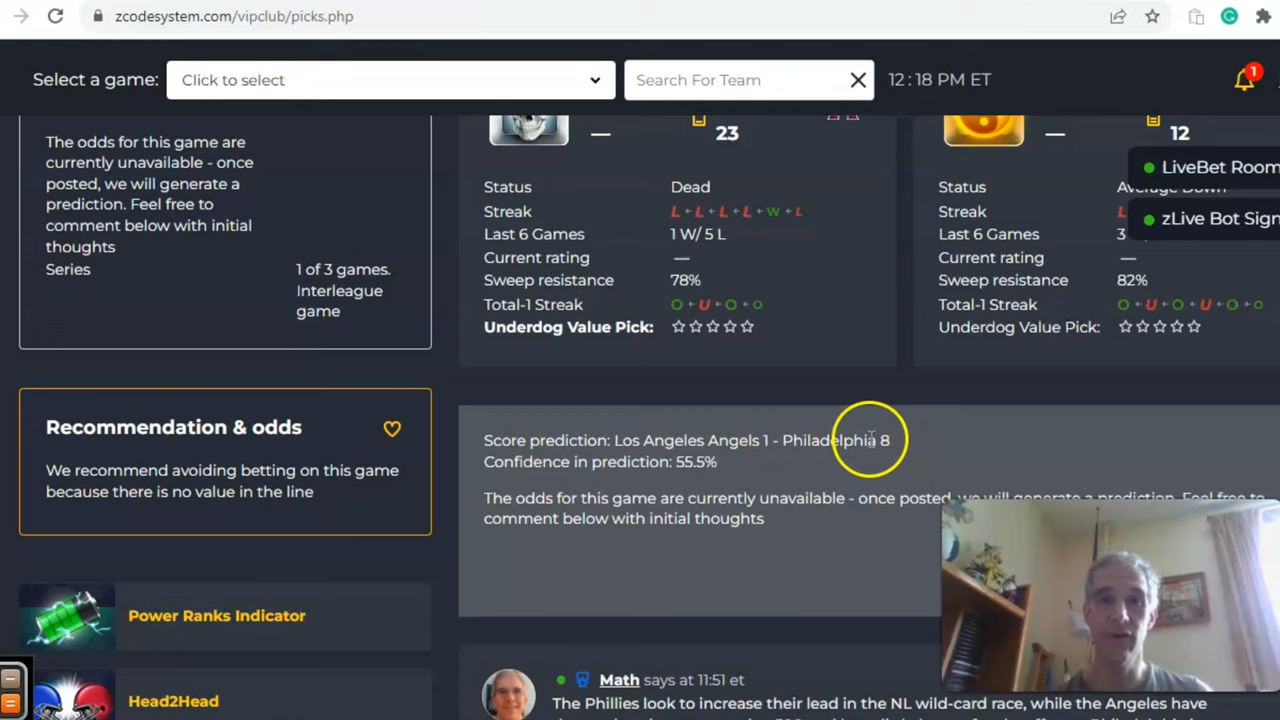 zcodesystem.com/vipclub/picks.php
Select a game: Click to select Search For Team 12:18 PM ET 1
The odds for this game are
currently unavailable - once
posted, we will generate a
prediction. Feel free to
comment below with initial
thoughts
Series 1 of 3 games.
Interleague
game
23
Status Dead
Streak L L L L W L
Last 6 Games 1 W/ 5 L
Current rating —
Sweep resistance 78%
Total-1 Streak O U O O
Underdog Value Pick:
12
Status Average Down
Streak L
Last 6 Games 3
Current rating —
Sweep resistance 82%
Total-1 Streak O U O U O O
Underdog Value Pick:
LiveBet Room
zLive Bot Sign
Recommendation & odds
We recommend avoiding betting on this game
because there is no value in the line
Score prediction: Los Angeles Angels 1 - Philadelphia 8
Confidence in prediction: 55.5%
The odds for this game are currently unavailable - once posted, we will generate a prediction. Feel free to
comment below with initial thoughts
Power Ranks Indicator
Head2Head
Math says at 11:51 et
The Phillies look to increase their lead in the NL wild-card race, while the Angeles have